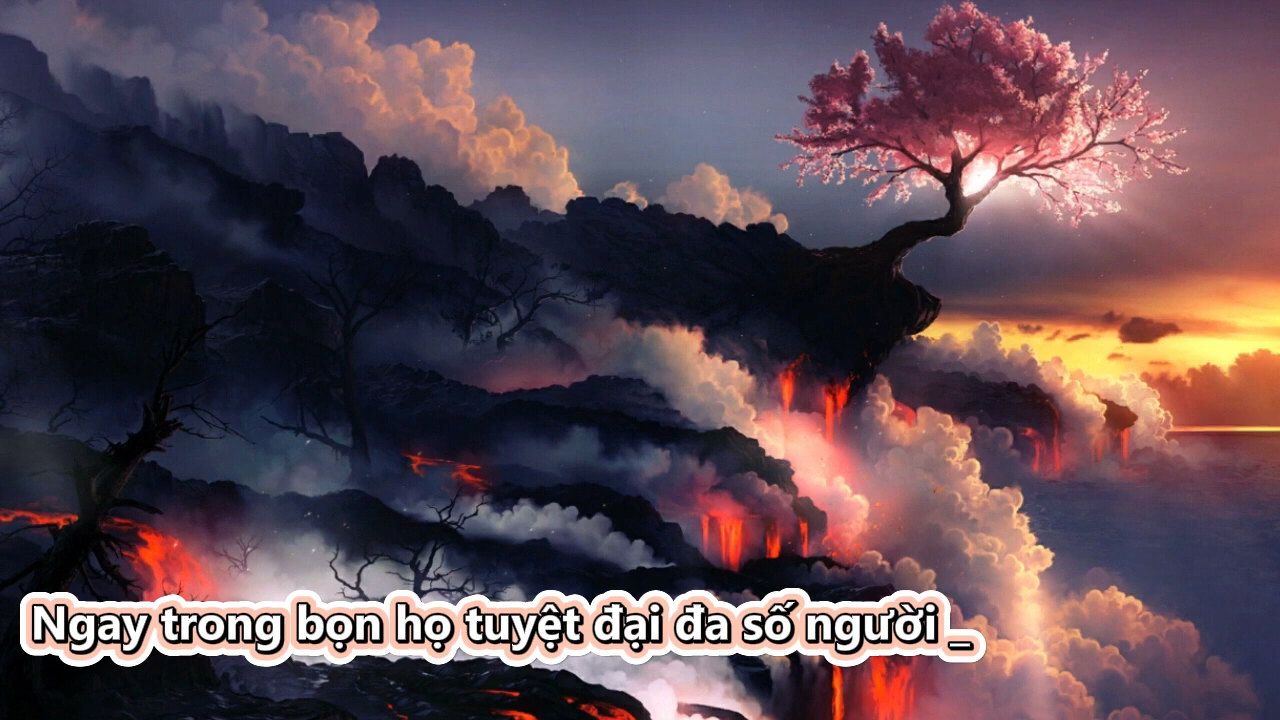 Ngay trong bọn họ tuyệt đại đa số người _